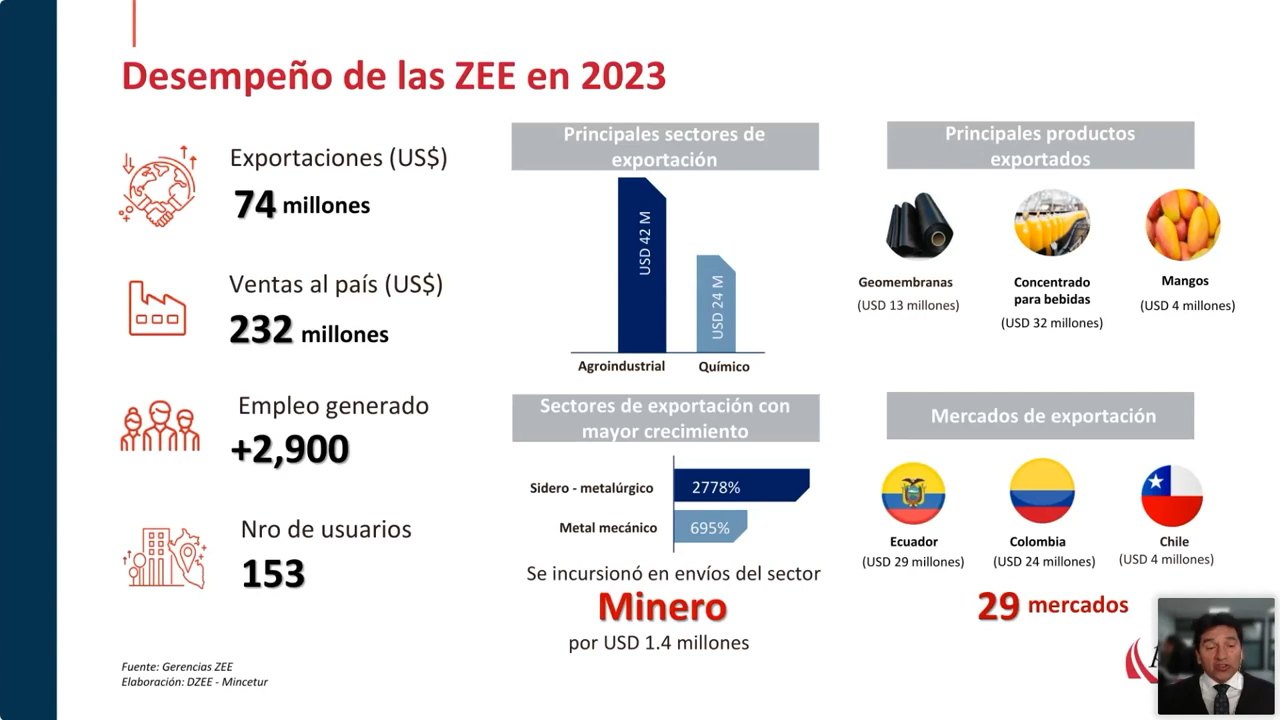 Desempeño de las ZEE en 2023
Exportaciones (US$)
74 millones
Ventas al país (US$)
232 millones
Empleo generado
+2,900
Nro de usuarios
153
Fuente: Gerencias ZEE
Elaboración: DZEE - Mincetur
Principales sectores de
exportación
USD 42 M
USD 24 M
Agroindustrial
Químico
Sectores de exportación con
mayor crecimiento
Sidero - metalúrgico
2778%
Metal mecánico
695%
Se incursionó en envíos del sector
Minero
por USD 1.4 millones
Principales productos
exportados
Geomembranas
(USD 13 millones)
Concentrado
para bebidas
(USD 32 millones)
Mangos
(USD 4 millones)
Mercados de exportación
Ecuador
(USD 29 millones)
Colombia
(USD 24 millones)
Chile
(USD 4 millones)
29 mercados